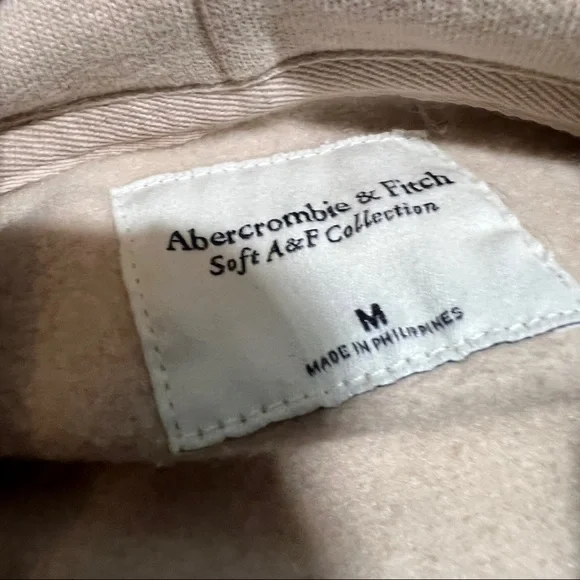 Abercrombie & Fitch
Soft A&F Collection
M
MADE IN PHILIPPINES